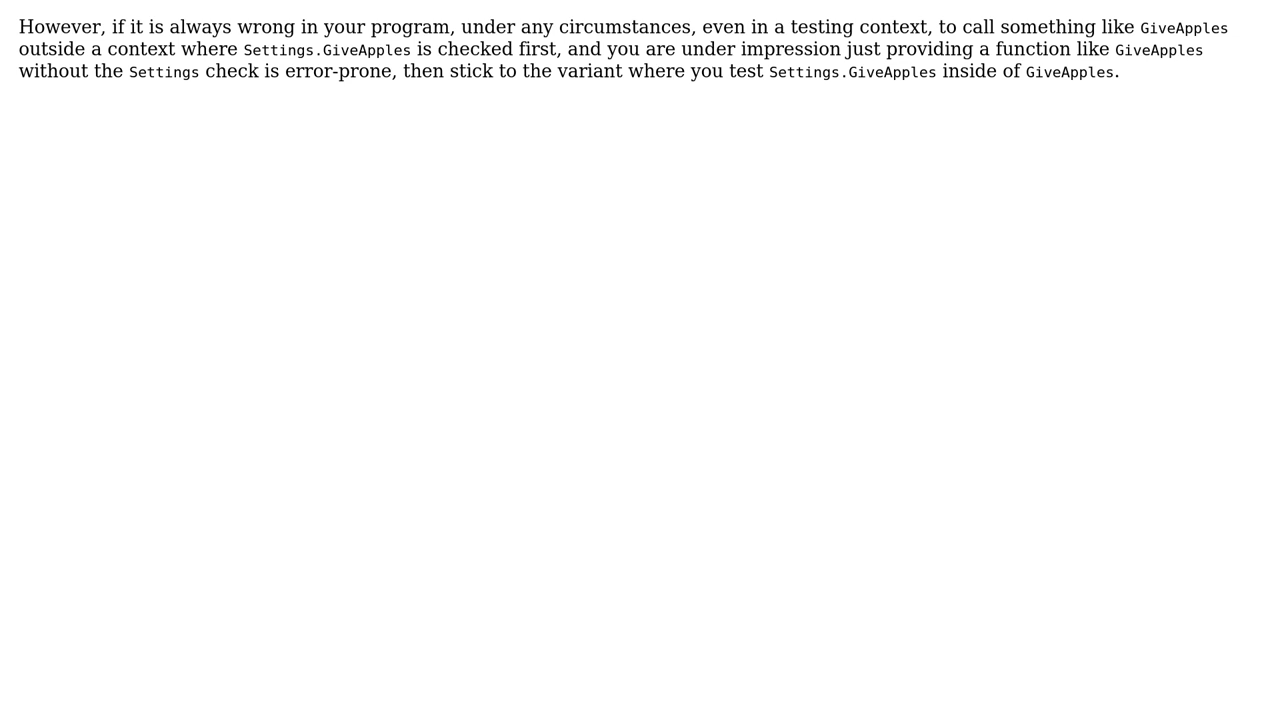 However, if it is always wrong in your program, under any circumstances, even in a testing context, to call something like GiveApples
outside a context where Settings.GiveApples is checked first, and you are under impression just providing a function like GiveApples
without the Settings check is error-prone, then stick to the variant where you test Settings.GiveApples inside of GiveApples.